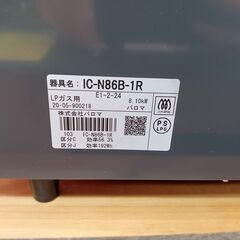 器具名: IC-N86B-1R
E1-2-24
LPガス用 8.10kW
20·05-900218 パロマ
株式会社パロマ
103 IC-N86B-1R
区分C 効率56.3%
区分J 効率192Wh
PS
LPG